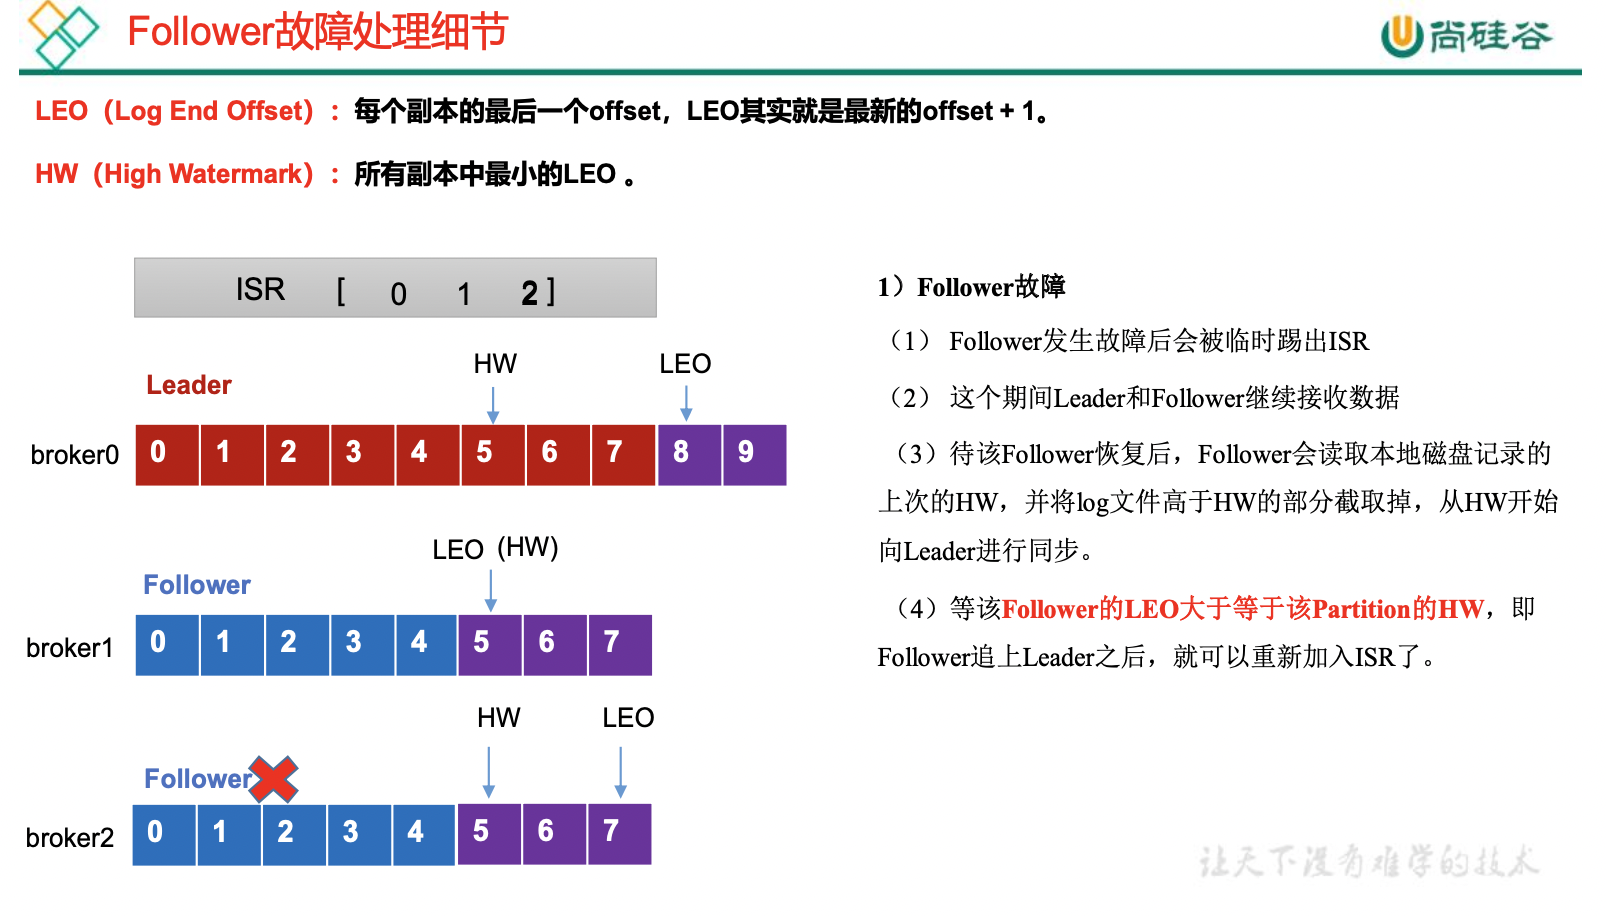 Follower故障处理细节
尚硅谷
LEO（Log End Offset）：每个副本的最后一个offset，LEO其实就是最新的offset + 1。
HW（High Watermark）：所有副本中最小的LEO 。
ISR [ 0 1 2 ]
HW LEO
Leader
broker0 0 1 2 3 4 5 6 7 8 9
LEO (HW)
Follower
broker1 0 1 2 3 4 5 6 7
HW LEO
Follower
broker2 0 1 2 3 4 5 6 7
1）Follower故障
（1） Follower发生故障后会被临时踢出ISR
（2） 这个期间Leader和Follower继续接收数据
（3）待该Follower恢复后，Follower会读取本地磁盘记录的
上次的HW，并将log文件高于HW的部分截取掉，从HW开始
向Leader进行同步。
（4）等该Follower的LEO大于等于该Partition的HW，即
Follower追上Leader之后，就可以重新加入ISR了。
让天下没有难学的技术